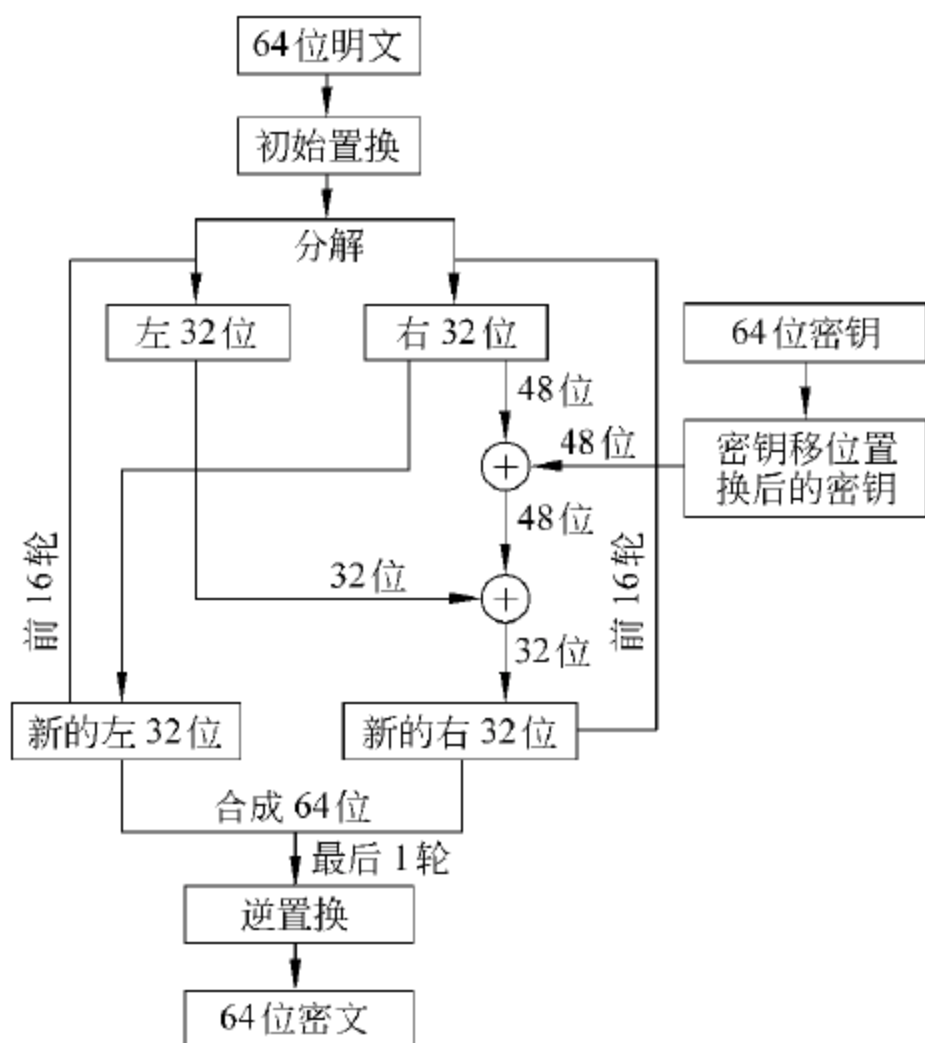 64位明文
初始置换
分解
左 32位
右 32位
64位密钥
48位
48位
密钥移位置
换后的密钥
48位
前 16轮
32位
前 16轮
32位
新的左 32位
新的右 32位
合成 64位
最后 1轮
逆置换
64位密文